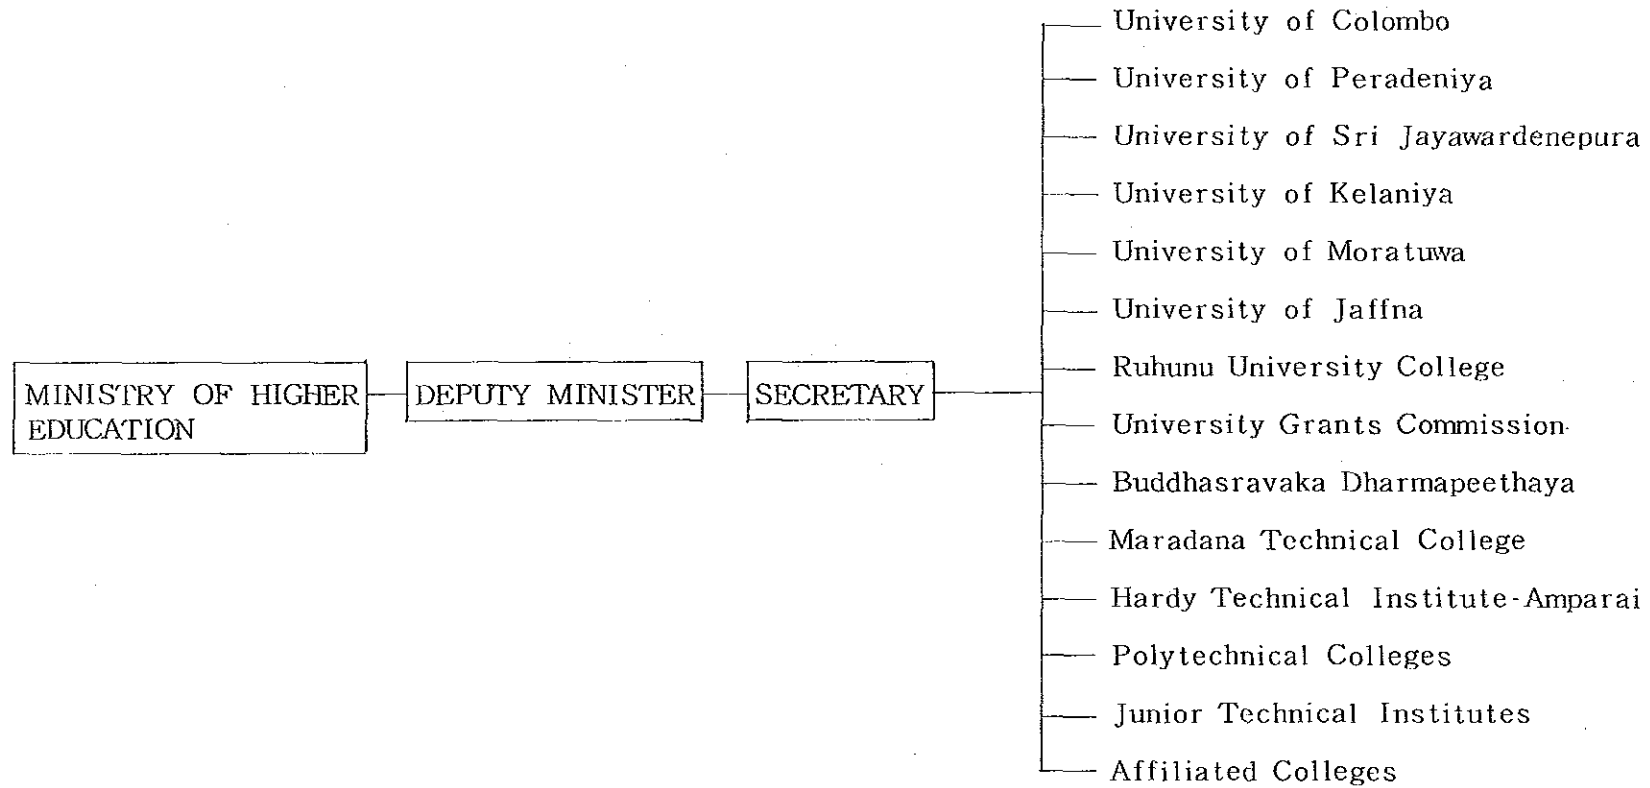 University of Colombo
University of Peradeniya
University of Sri Jayawardenepura
University of Kelaniya
University of Moratuwa
University of Jaffna
Ruhunu University College
University Grants Commission
Buddhasravaka Dharmapeethaya
Maradana Technical College
Hardy Technical Institute-Amparai
Polytechnical Colleges
Junior Technical Institutes
Affiliated Colleges
MINISTRY OF HIGHER
EDUCATION
DEPUTY MINISTER
SECRETARY